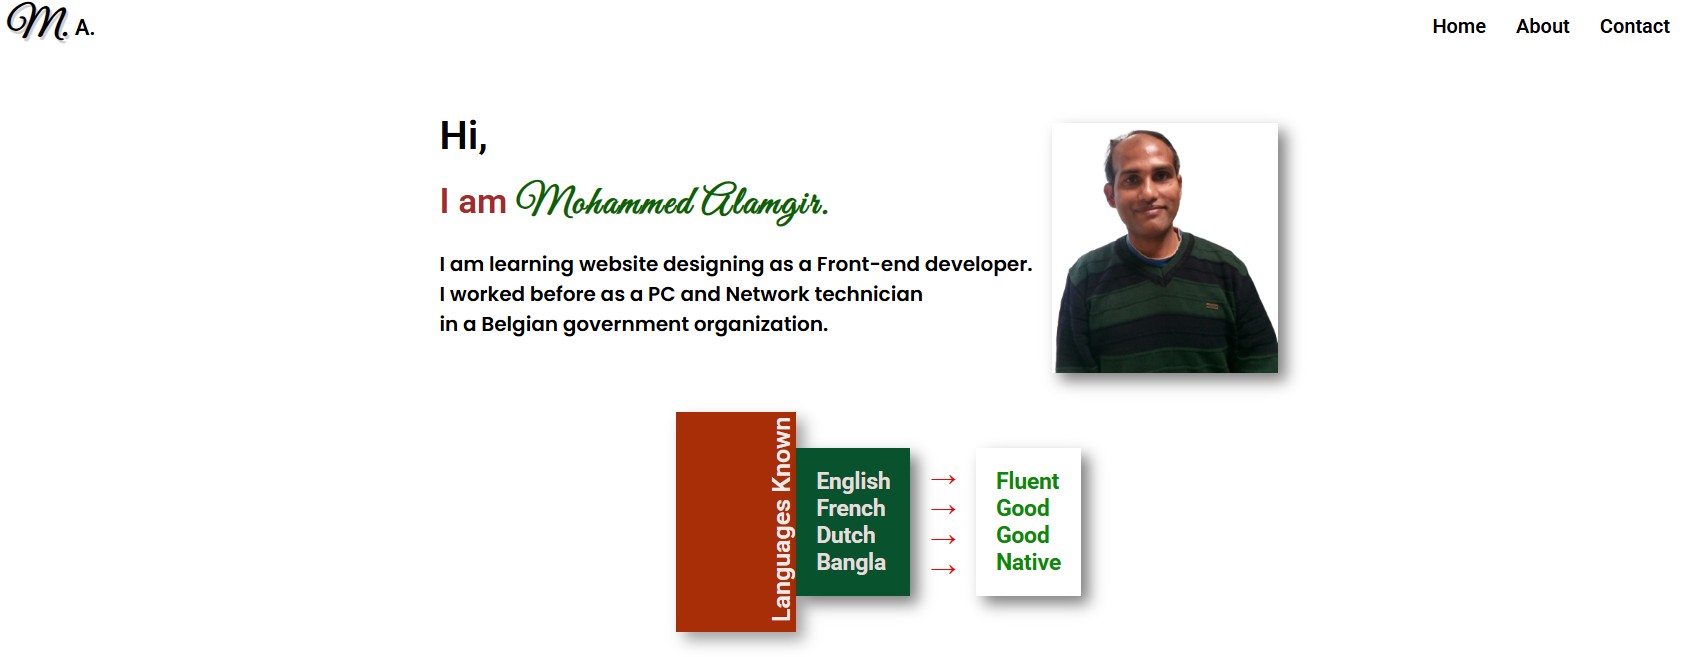 M. A.
Home About Contact
Hi,
I am Mohammed Alamgir.
I am learning website designing as a Front-end developer.
I worked before as a PC and Network technician
in a Belgian government organization.
Languages Known
English → Fluent
French → Good
Dutch → Good
Bangla → Native